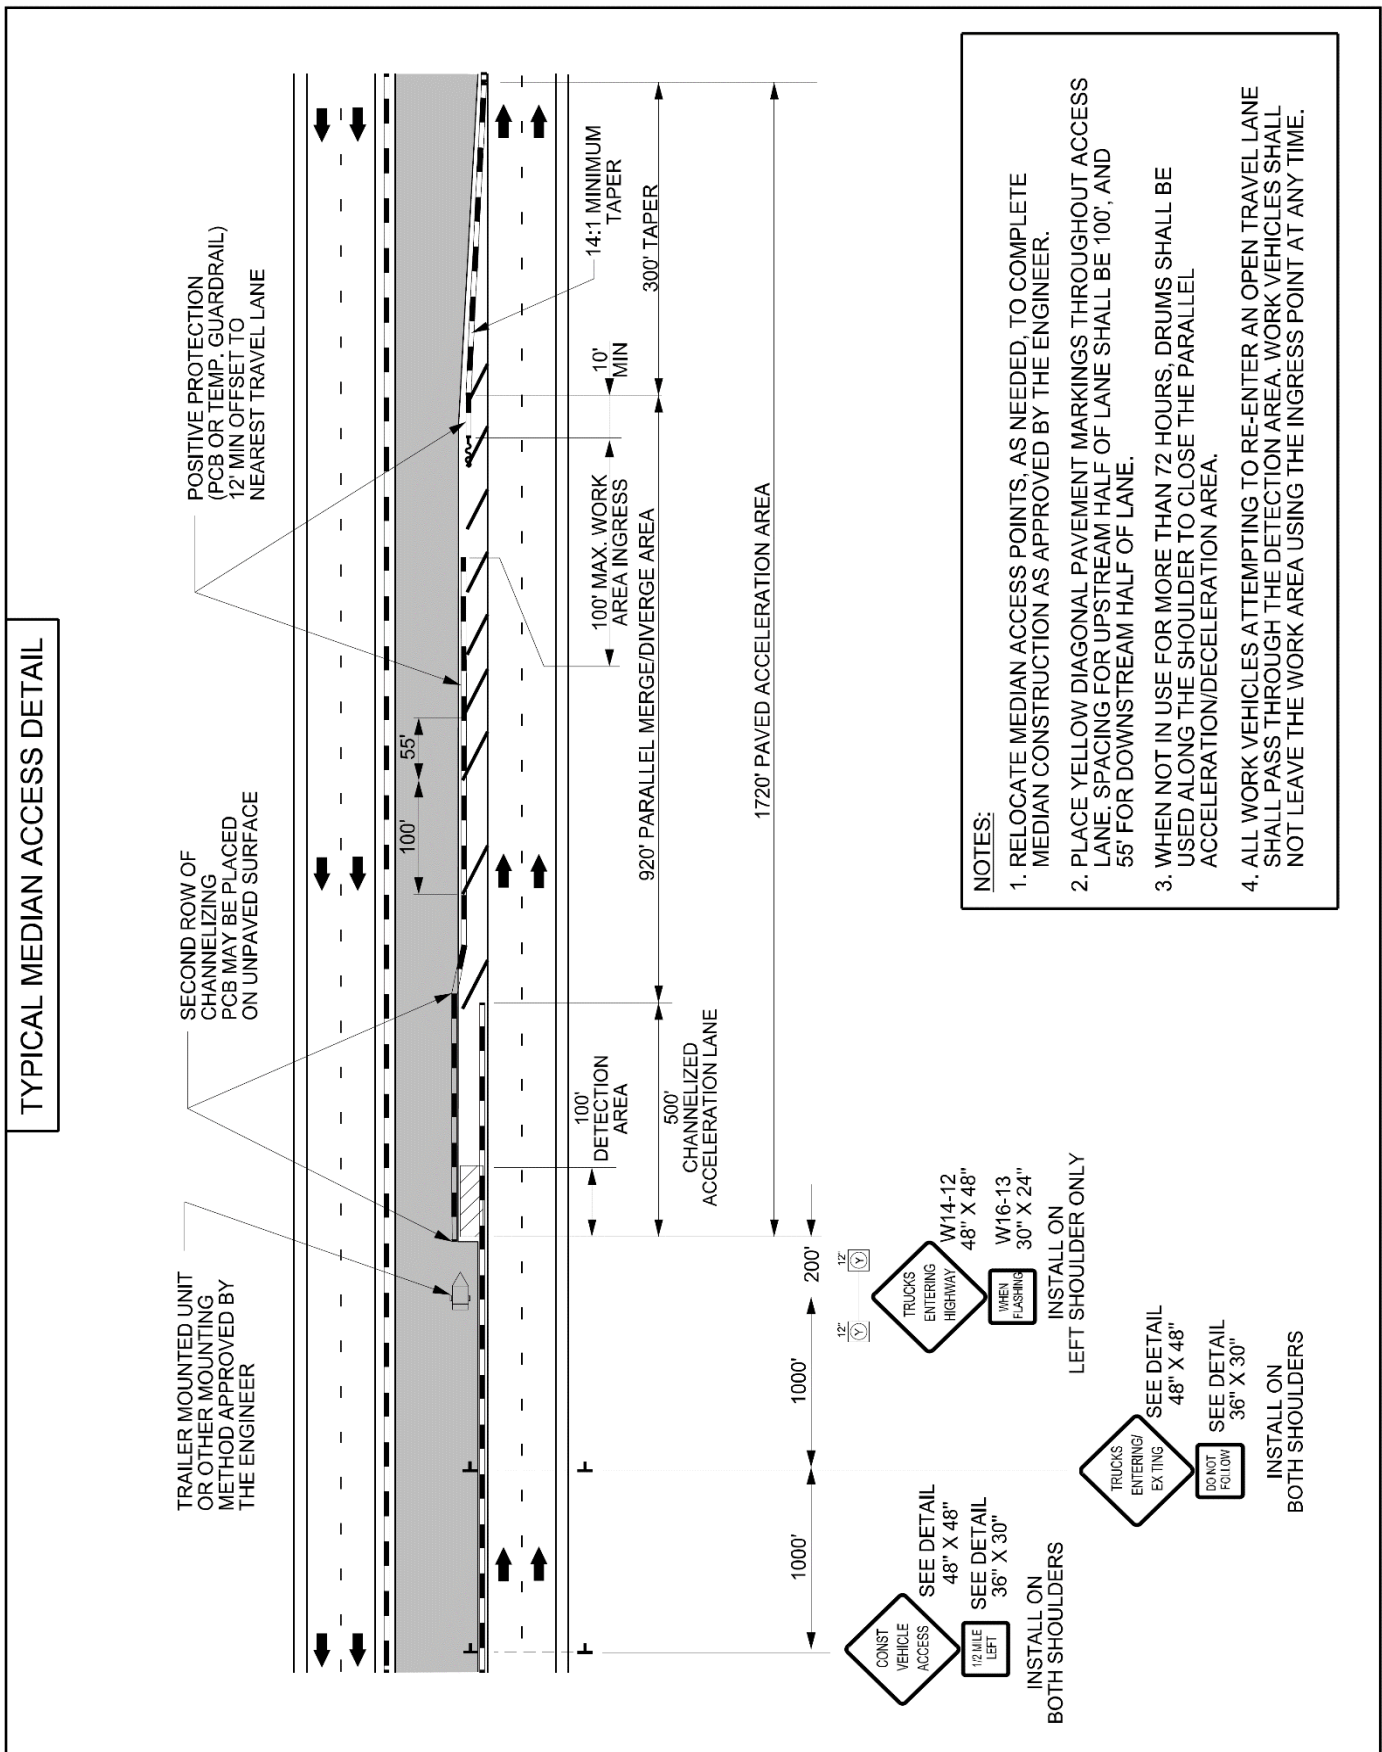 TYPICAL MEDIAN ACCESS DETAIL
TRAILER MOUNTED UNIT
OR OTHER MOUNTING
METHOD APPROVED BY
THE ENGINEER
SECOND ROW OF
CHANNELIZING
PCB MAY BE PLACED
ON UNPAVED SURFACE
POSITIVE PROTECTION
(PCB OR TEMP. GUARDRAIL)
12' MIN OFFSET TO
NEAREST TRAVEL LANE
100'
55'
14:1 MINIMUM
TAPER
100'
DETECTION
AREA
100' MAX. WORK
AREA INGRESS
10'
MIN
500'
CHANNELIZED
ACCELERATION LANE
920' PARALLEL MERGE/DIVERGE AREA
300' TAPER
1720' PAVED ACCELERATION AREA
1000'
1000'
200'
CONST
VEHICLE
ACCESS
SEE DETAIL
48" X 48"
1/2 MILE
LEFT
SEE DETAIL
36" X 30"
INSTALL ON
BOTH SHOULDERS
TRUCKS
ENTERING/
EXITING
SEE DETAIL
48" X 48"
DO NOT
FOLLOW
SEE DETAIL
36" X 30"
INSTALL ON
BOTH SHOULDERS
12"
Y
12"
Y
TRUCKS
ENTERING
HIGHWAY
W14-12
48" X 48"
WHEN
FLASHING
W16-13
30" X 24"
INSTALL ON
LEFT SHOULDER ONLY
NOTES:
1. RELOCATE MEDIAN ACCESS POINTS, AS NEEDED, TO COMPLETE
MEDIAN CONSTRUCTION AS APPROVED BY THE ENGINEER.
2. PLACE YELLOW DIAGONAL PAVEMENT MARKINGS THROUGHOUT ACCESS
LANE. SPACING FOR UPSTREAM HALF OF LANE SHALL BE 100', AND
55' FOR DOWNSTREAM HALF OF LANE.
3. WHEN NOT IN USE FOR MORE THAN 72 HOURS, DRUMS SHALL BE
USED ALONG THE SHOULDER TO CLOSE THE PARALLEL
ACCELERATION/DECELERATION AREA.
4. ALL WORK VEHICLES ATTEMPTING TO RE-ENTER AN OPEN TRAVEL LANE
SHALL PASS THROUGH THE DETECTION AREA. WORK VEHICLES SHALL
NOT LEAVE THE WORK AREA USING THE INGRESS POINT AT ANY TIME.